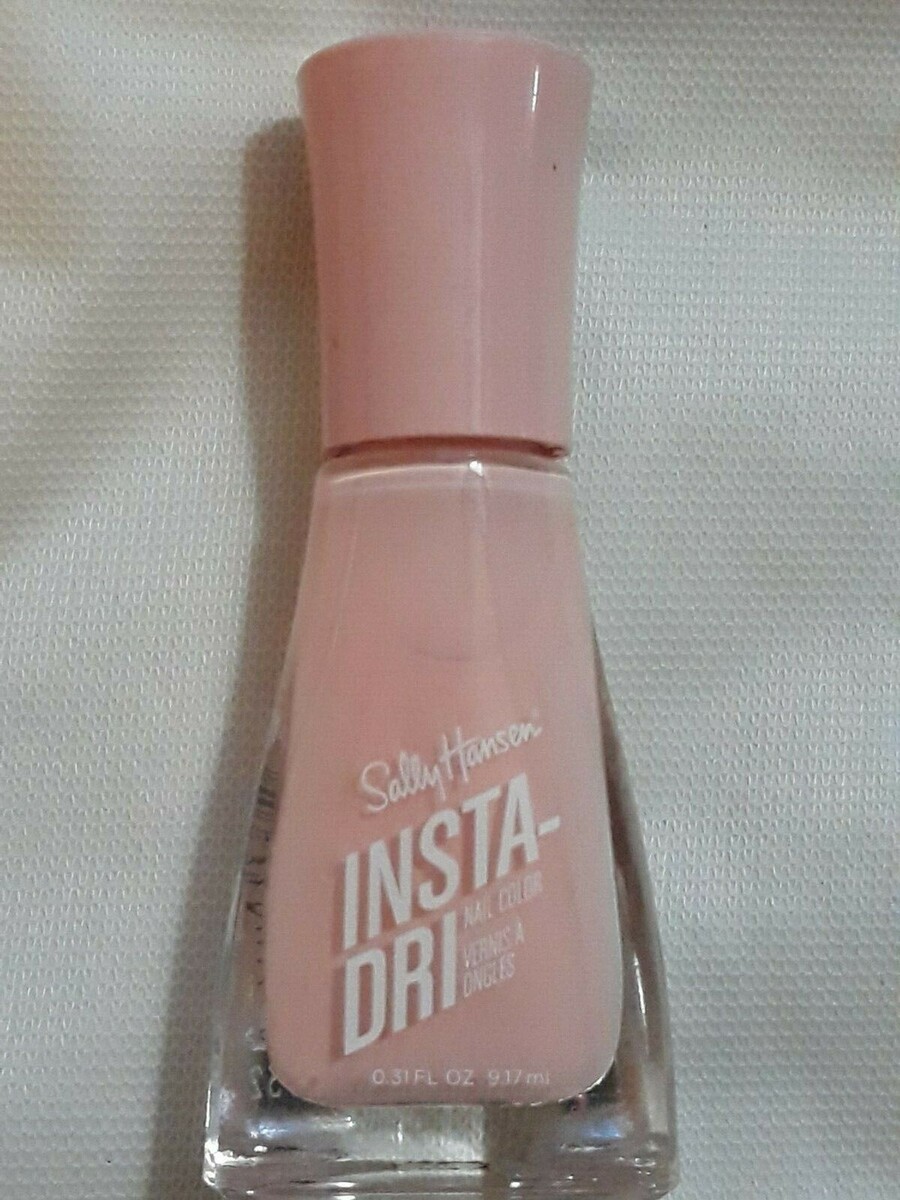 Sally Hansen®
INSTA-
DRI
NAIL COLOR
VERNIS À
ONGLES
0.31 FL OZ 9.17 ml